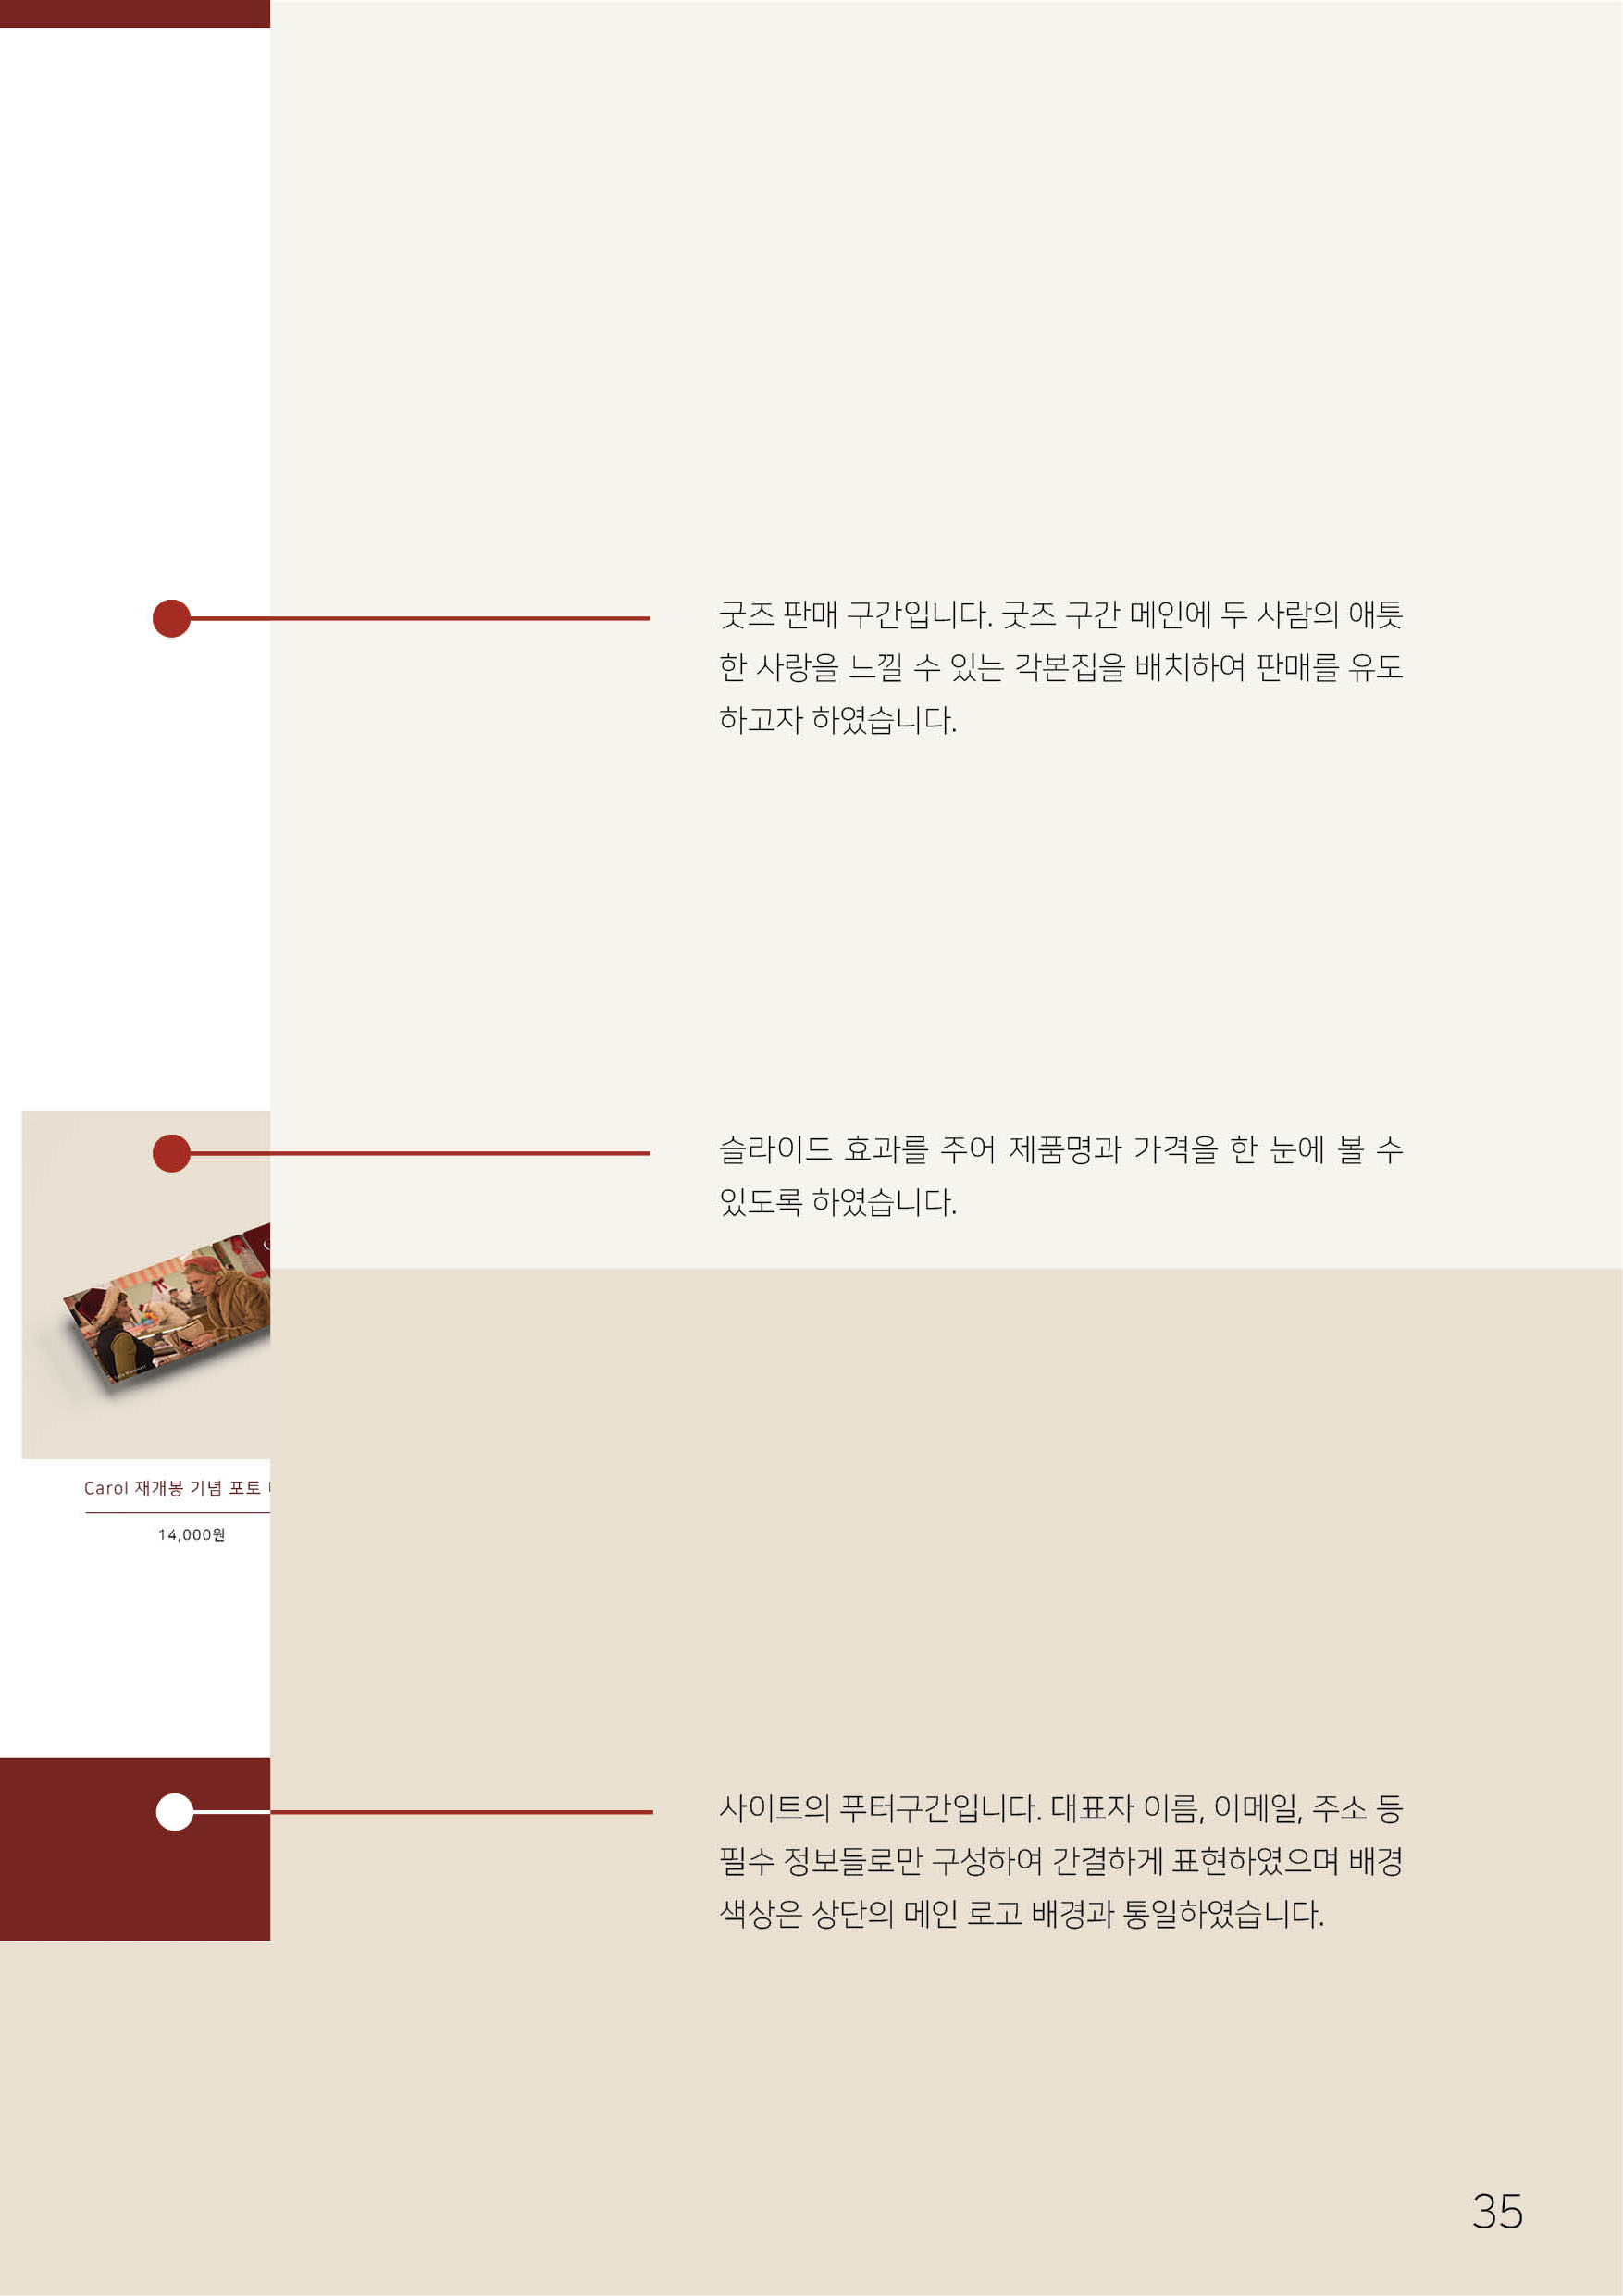 굿즈 판매 구간입니다. 굿즈 구간 메인에 두 사람의 애틋
한 사랑을 느낄 수 있는 각본집을 배치하여 판매를 유도
하고자 하였습니다.
슬라이드 효과를 주어 제품명과 가격을 한 눈에 볼 수
있도록 하였습니다.
Carol 재개봉 기념 포토
14,000원
사이트의 푸터구간입니다. 대표자 이름, 이메일, 주소 등
필수 정보들로만 구성하여 간결하게 표현하였으며 배경
색상은 상단의 메인 로고 배경과 통일하였습니다.
35